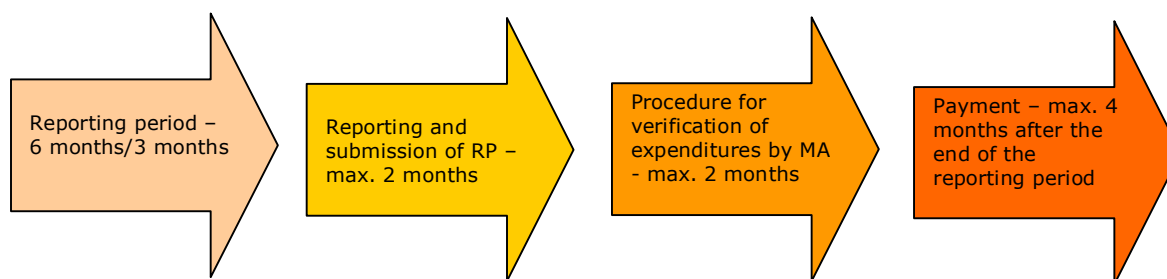 Reporting period –
6 months/3 months
Reporting and
submission of RP –
max. 2 months
Procedure for
verification of
expenditures by MA
- max. 2 months
Payment – max. 4
months after the
end of the
reporting period